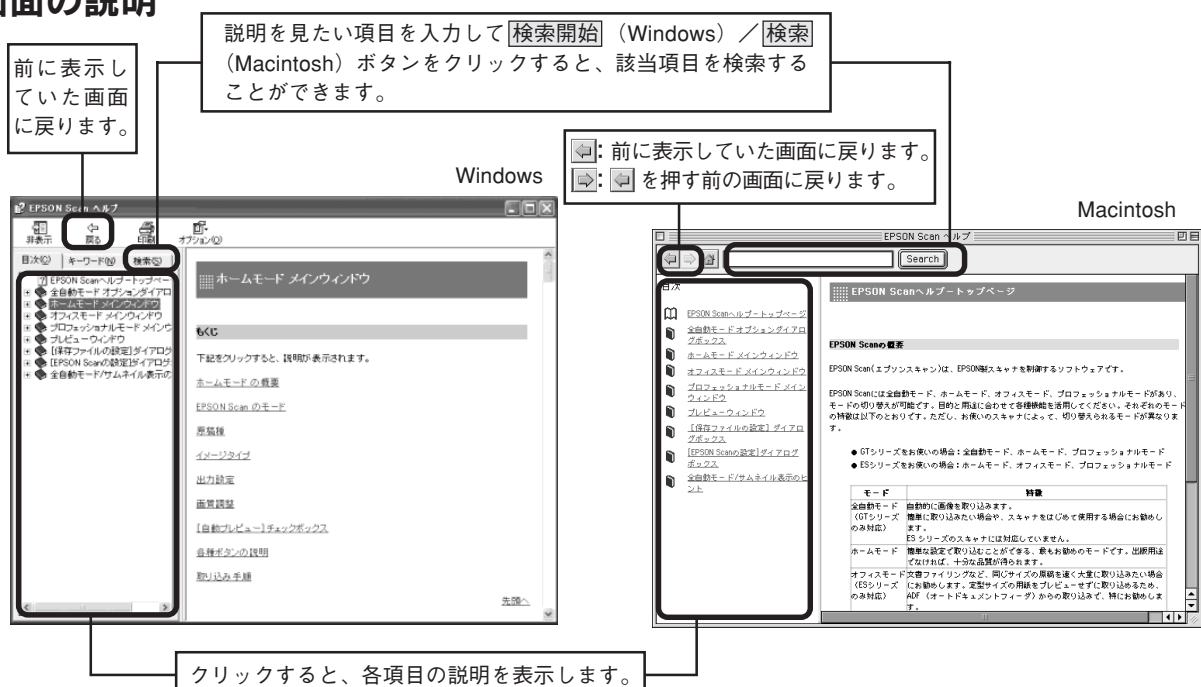 画面の説明
説明を見たい項目を入力して 検索開始 （Windows）／ 検索
（Macintosh）ボタンをクリックすると、該当項目を検索する
ことができます。
前に表示し
ていた画面
に戻ります。
: 前に表示していた画面に戻ります。
: を押す前の画面に戻ります。
Windows
EPSON Scan ヘルプ
非表示
戻る
印刷
オプション(O)
目次(C)
キーワード(N)
検索(S)
EPSON Scanヘルプートップペー
全自動モード オプションダイアロ
ホームモード メインウィンドウ
オフィスモード メインウィンドウ
プロフェッショナルモード メインウ
プレビューウィンドウ
[保存ファイルの設定]ダイアログ
[EPSON Scanの設定]ダイアログ
全自動モード/サムネイル表示の
ホームモード メインウィンドウ
もくじ
下記をクリックすると、説明が表示されます。
ホームモード の概要
EPSON Scan のモード
原稿種
イメージタイプ
出力設定
画質調整
[自動プレビュー]チェックボックス
各種ボタンの説明
取り込み手順
先頭へ
Macintosh
EPSON Scan ヘルプ
Search
目次
EPSON Scanヘルプートップページ
全自動モード オプションダイアロ
グボックス
ホームモード メインウィンドウ
オフィスモード メインウィンドウ
プロフェッショナルモード メイン
ウィンドウ
プレビューウィンドウ
［保存ファイルの設定］ダイアロ
グボックス
[EPSON Scanの設定]ダイアログ
ボックス
全自動モード/サムネイル表示のヒ
ント
EPSON Scanヘルプートップページ
EPSON Scanの概要
EPSON Scan(エプソンスキャン)は、EPSON製スキャナを制御するソフトウェアです。
EPSON Scanには全自動モード、ホームモード、オフィスモード、プロフェッショナルモードがあり、
モードの切り替えが可能です。目的と用途に合わせて各種機能を活用してください。それぞれのモード
の特徴は以下のとおりです。ただし、お使いのスキャナによって、切り替えられるモードが異なりま
す。
● GTシリーズをお使いの場合：全自動モード、ホームモード、プロフェッショナルモード
● ESシリーズをお使いの場合：ホームモード、オフィスモード、プロフェッショナルモード
モード 特徴
全自動モード 自動的に画像を取り込みます。
（GTシリーズ 簡単に取り込みたい場合や、スキャナをはじめて使用する場合にお勧めし
のみ対応） ます。
ES シリーズのスキャナには対応していません。
ホームモード 簡単な設定で取り込むことができる、最もお勧めのモードです。出版用途
でなければ、十分な品質が得られます。
オフィスモード 文書ファイリングなど、同じサイズの原稿を速く大量に取り込みたい場合
（ESシリーズ にお勧めします。定型サイズの用紙をプレビューせずに取り込めるため、
のみ対応） ADF（オートドキュメントフィーダ）からの取り込みで、特にお勧めしま
す。
クリックすると、各項目の説明を表示します。